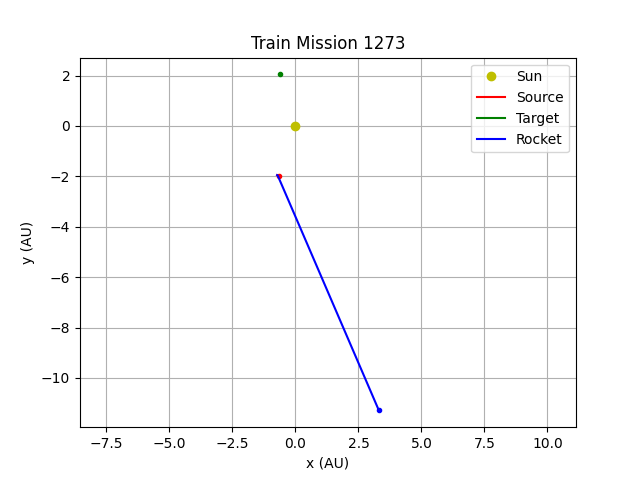 Train Mission 1273
Sun
Source
Target
Rocket
y (AU)
2
0
−2
−4
−6
−8
−10
−7.5 −5.0 −2.5 0.0 2.5 5.0 7.5 10.0
x (AU)